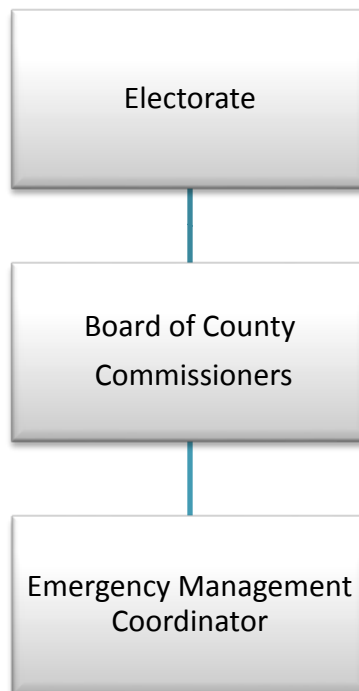 Electorate
Board of County
Commissioners
Emergency Management
Coordinator